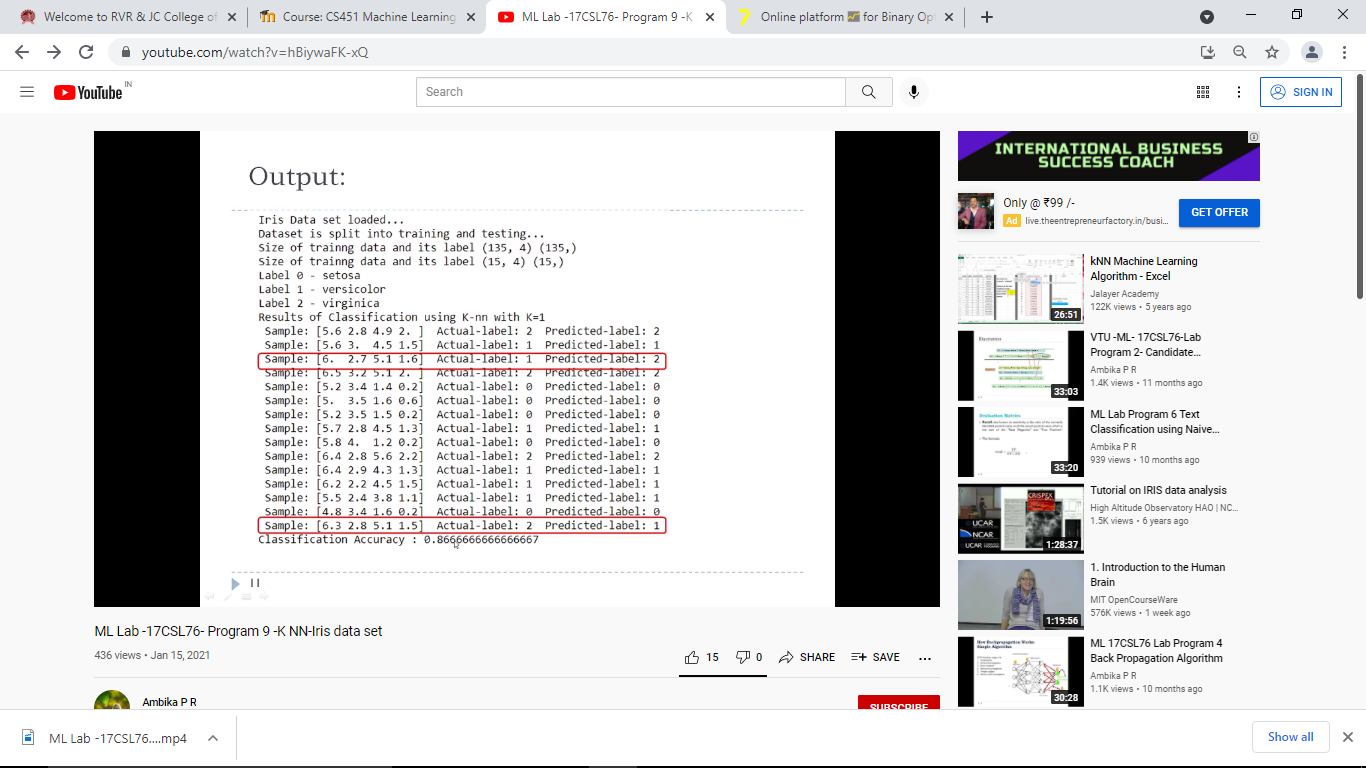 Welcome to RVR & JC College of
Course: CS451 Machine Learning
ML Lab -17CSL76- Program 9 -K
Online platform for Binary Op
youtube.com/watch?v=hBiywaFK-xQ
YouTube IN
Search
SIGN IN
Output:
Iris Data set loaded...
Dataset is split into training and testing...
Size of trainng data and its label (135, 4) (135,)
Size of trainng data and its label (15, 4) (15,)
Label 0 - setosa
Label 1 - versicolor
Label 2 - virginica
Results of Classification using K-nn with K=1
Sample: [5.6 2.8 4.9 2. ] Actual-label: 2 Predicted-label: 2
Sample: [5.6 3. 4.5 1.5] Actual-label: 1 Predicted-label: 1
Sample: [6. 2.7 5.1 1.6] Actual-label: 1 Predicted-label: 2
Sample: [6.5 3.2 5.1 2. ] Actual-label: 2 Predicted-label: 2
Sample: [5.2 3.4 1.4 0.2] Actual-label: 0 Predicted-label: 0
Sample: [5. 3.5 1.6 0.6] Actual-label: 0 Predicted-label: 0
Sample: [5.2 3.5 1.5 0.2] Actual-label: 0 Predicted-label: 0
Sample: [5.7 2.8 4.5 1.3] Actual-label: 1 Predicted-label: 1
Sample: [5.8 4. 1.2 0.2] Actual-label: 0 Predicted-label: 0
Sample: [6.4 2.8 5.6 2.2] Actual-label: 2 Predicted-label: 2
Sample: [6.4 2.9 4.3 1.3] Actual-label: 1 Predicted-label: 1
Sample: [6.2 2.2 4.5 1.5] Actual-label: 1 Predicted-label: 1
Sample: [5.5 2.4 3.8 1.1] Actual-label: 1 Predicted-label: 1
Sample: [4.8 3.4 1.6 0.2] Actual-label: 0 Predicted-label: 0
Sample: [6.3 2.8 5.1 1.5] Actual-label: 2 Predicted-label: 1
Classification Accuracy : 0.8666666666666667
11
ML Lab -17CSL76- Program 9 -K NN-Iris data set
436 views • Jan 15, 2021
15 0 SHARE SAVE
Ambika P R
SUBSCRIBE
INTERNATIONAL BUSINESS
SUCCESS COACH
Only @ ₹99 /-
Ad live.theentrepreneurfactory.in/busi...
GET OFFER
kNN Machine Learning
Algorithm - Excel
Jalayer Academy
122K views • 5 years ago
26:51
VTU -ML- 17CSL76-Lab
Program 2- Candidate...
Ambika P R
1.4K views • 11 months ago
33:03
Evaluation Metrics
ML Lab Program 6 Text
Classification using Naive...
Ambika P R
939 views • 10 months ago
33:20
CRISPEX
UCAR
NCAR
UCAR
Tutorial on IRIS data analysis
High Altitude Observatory HAO | NC...
1.5K views • 6 years ago
1:28:37
1. Introduction to the Human
Brain
MIT OpenCourseWare
576K views • 1 week ago
1:19:56
How Backpropagation Works:
Simple Algorithm
ML 17CSL76 Lab Program 4
Back Propagation Algorithm
Ambika P R
1.1K views • 10 months ago
30:28
ML Lab -17CSL76....mp4
Show all